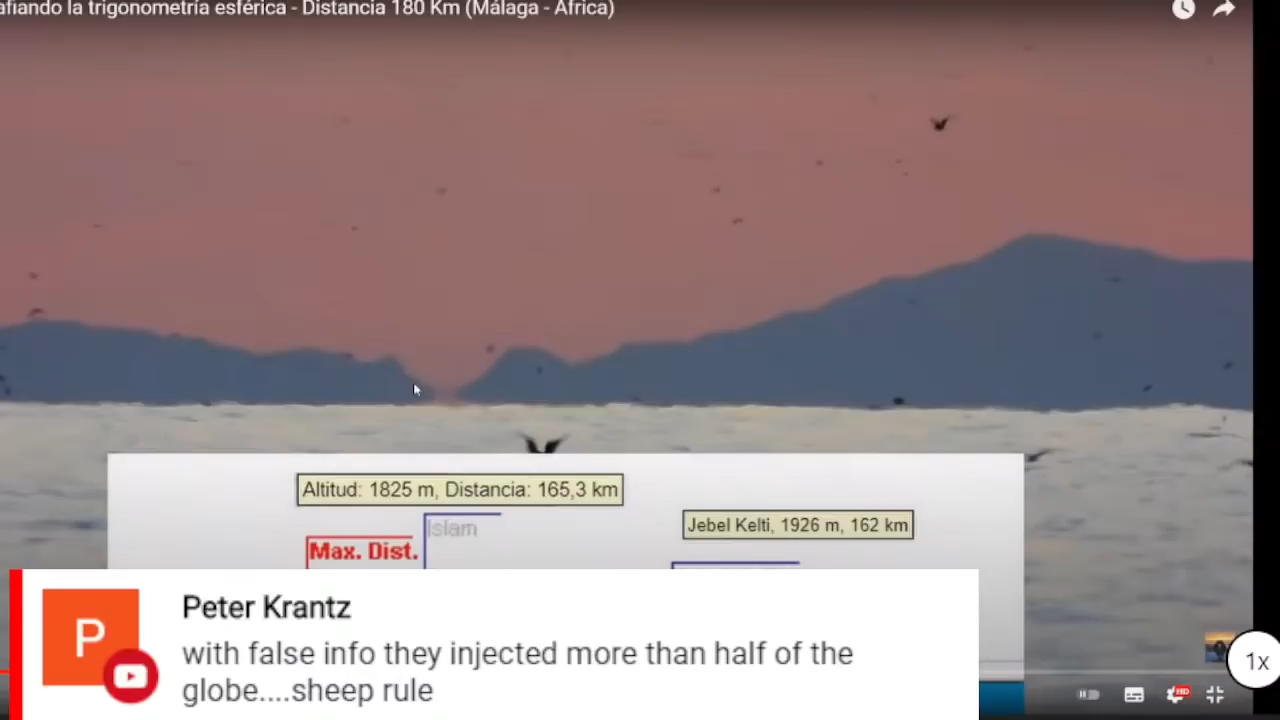 afiando la trigonometría esférica - Distancia 180 Km (Málaga - Africa)
Altitud: 1825 m, Distancia: 165,3 km
Islam
Jebel Kelti, 1926 m, 162 km
Max. Dist.
P
Peter Krantz
with false info they injected more than half of the
globe....sheep rule
1x
HD